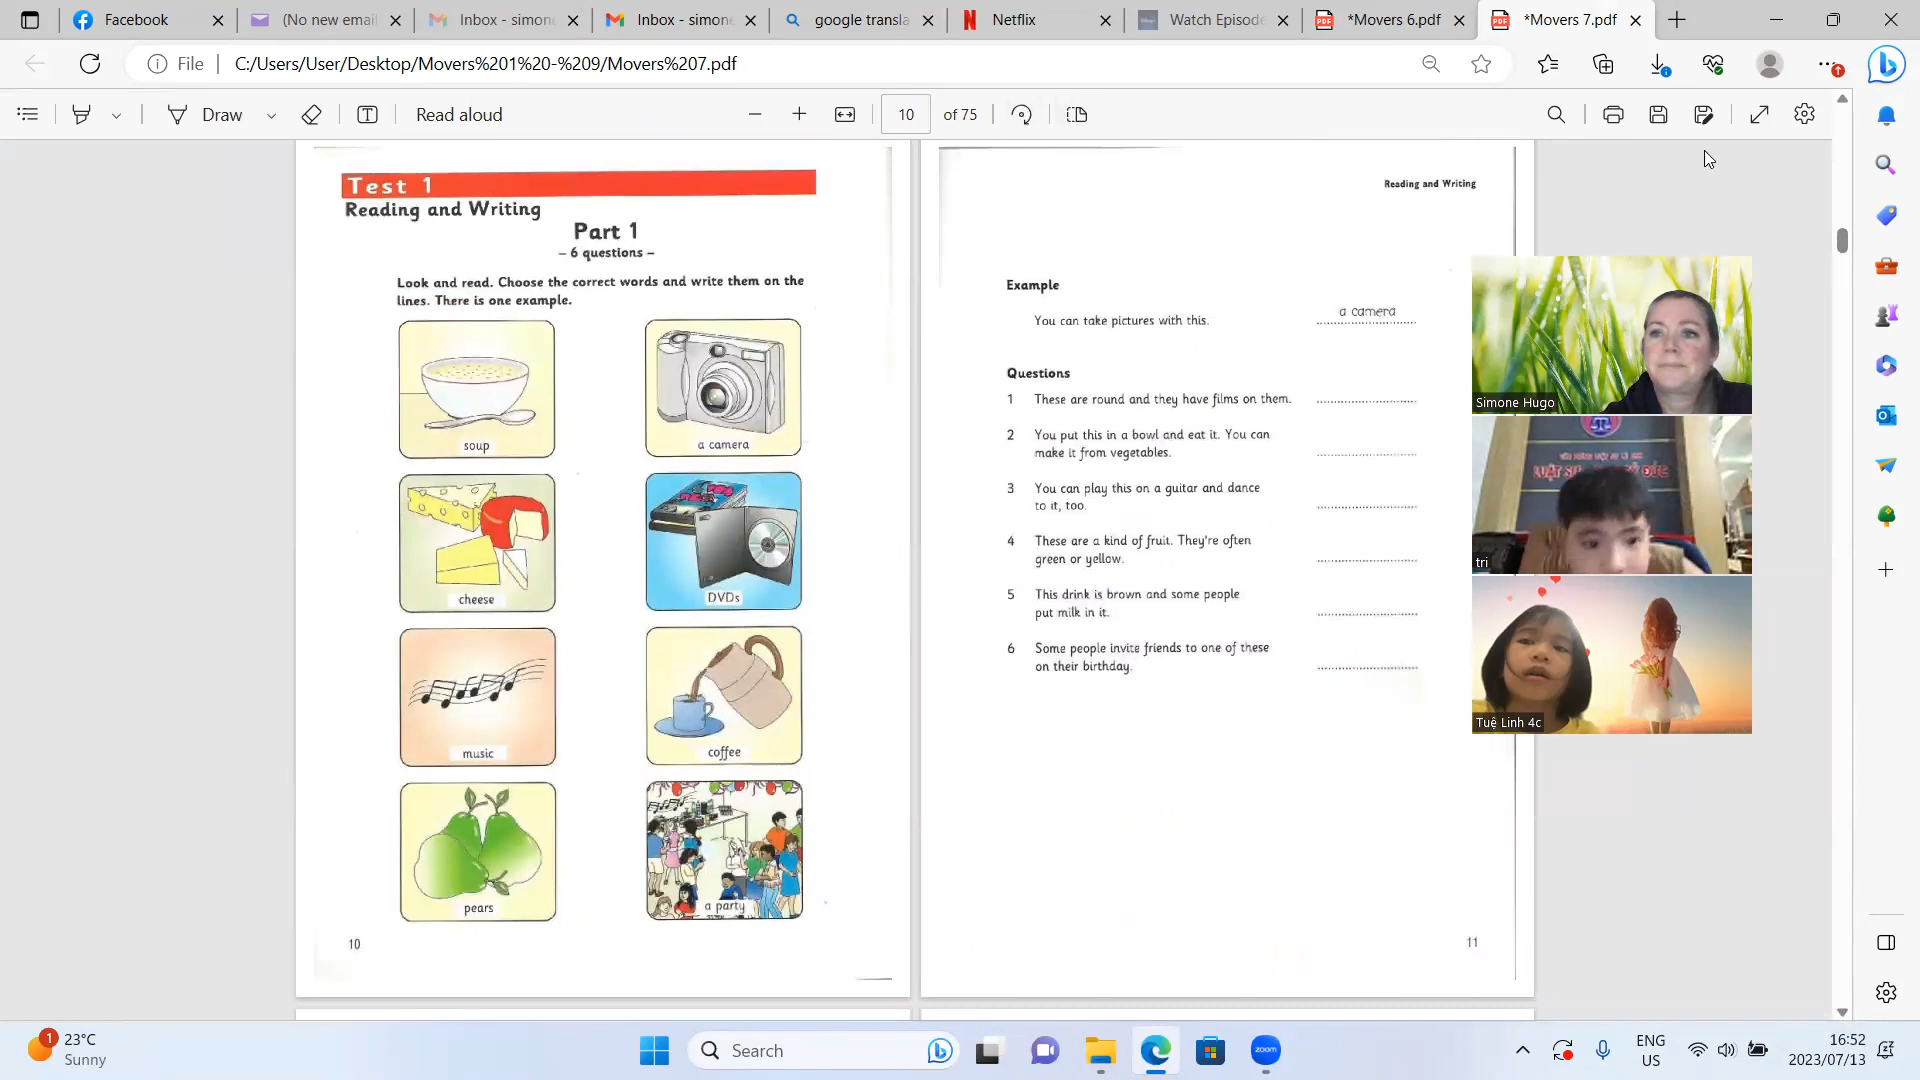 Facebook
(No new email
Inbox - simone
Inbox - simone
google transla
Netflix
Watch Episode
*Movers 6.pdf
*Movers 7.pdf
File
C:/Users/User/Desktop/Movers%201%20-%209/Movers%207.pdf
Draw
Read aloud
10
of 75
Test 1
Reading and Writing
Part 1
– 6 questions –
Look and read. Choose the correct words and write them on the
lines. There is one example.
soup
a camera
cheese
DVDs
music
coffee
pears
a party
10
Reading and Writing
Example
You can take pictures with this.
a camera
Questions
1 These are round and they have films on them.
2 You put this in a bowl and eat it. You can
make it from vegetables.
3 You can play this on a guitar and dance
to it, too.
4 These are a kind of fruit. They're often
green or yellow.
5 This drink is brown and some people
put milk in it.
6 Some people invite friends to one of these
on their birthday.
11
Simone Hugo
LUẬT SƯ
ĐỨC
tri
Tuệ Linh 4c
1
23°C
Sunny
Search
zoom
ENG
US
16:52
2023/07/13